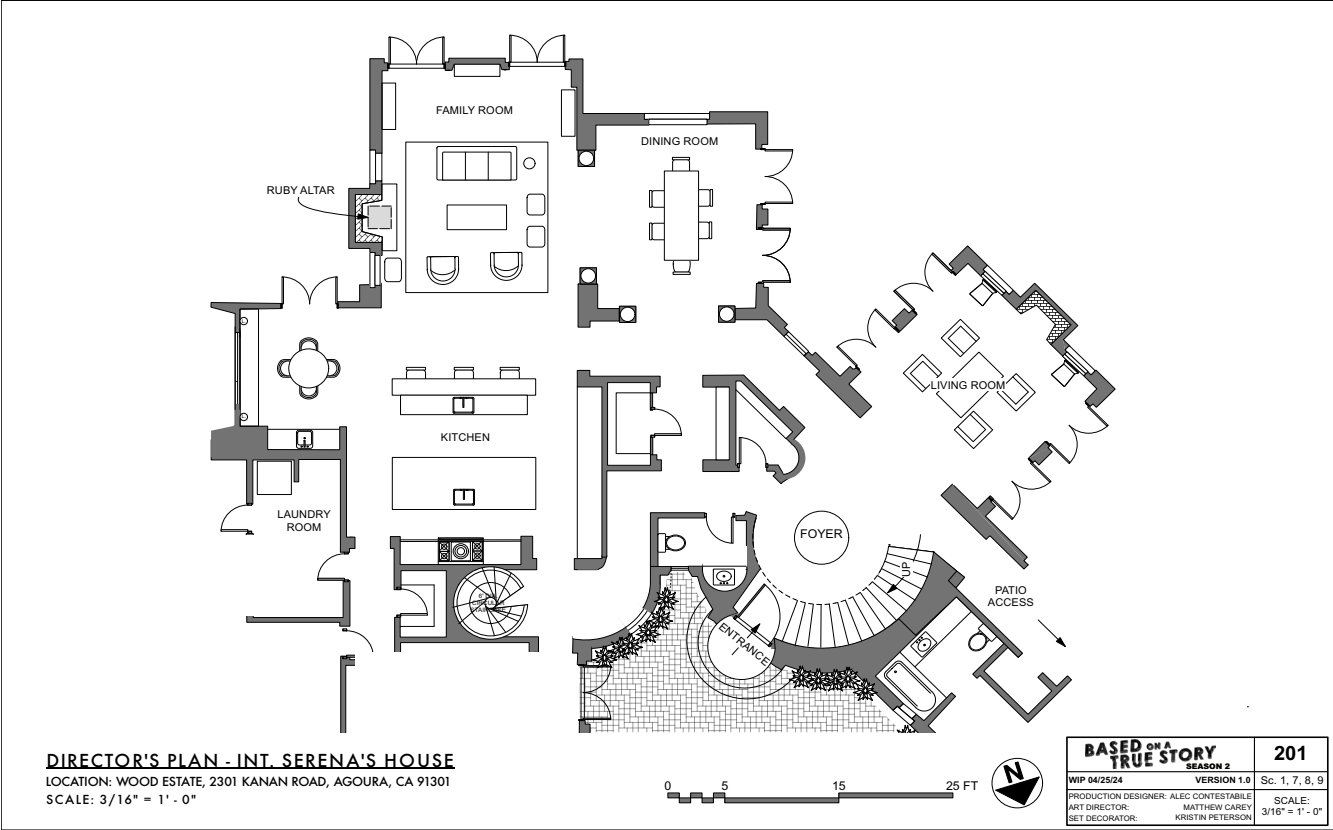 FAMILY ROOM
DINING ROOM
RUBY ALTAR
LIVING ROOM
KITCHEN
LAUNDRY
ROOM
FOYER
UP
PATIO
ACCESS
ENTRANCE
DIRECTOR'S PLAN - INT. SERENA'S HOUSE
LOCATION: WOOD ESTATE, 2301 KANAN ROAD, AGOURA, CA 91301
SCALE: 3/16" = 1' - 0"
0 5 15 25 FT
N
BASED ON A
TRUE STORY
SEASON 2
201
WIP 04/25/24 VERSION 1.0
Sc. 1, 7, 8, 9
PRODUCTION DESIGNER: ALEC CONTESTABILE
ART DIRECTOR: MATTHEW CAREY
SET DECORATOR: KRISTIN PETERSON
SCALE:
3/16" = 1' - 0"